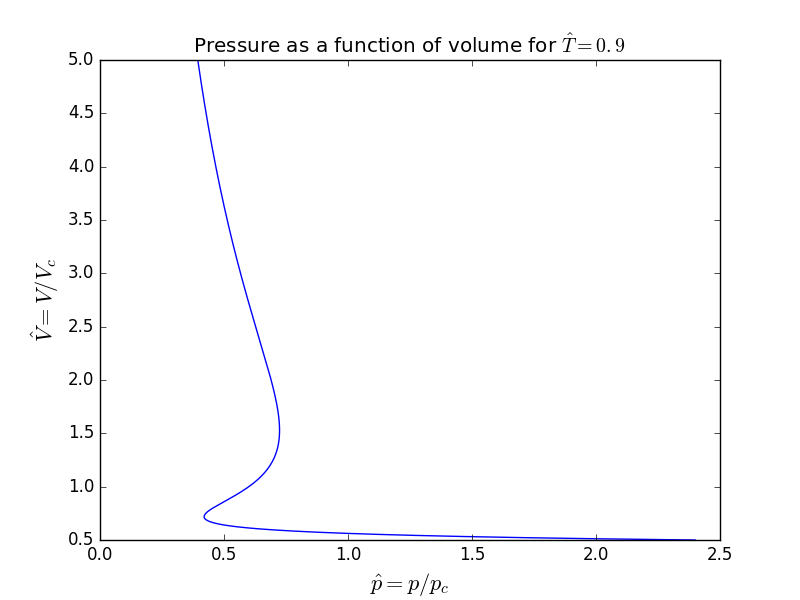 Pressure as a function of volume for T̂ = 0.9
5.0
4.5
4.0
3.5
3.0
2.5
2.0
1.5
1.0
0.5
V̂ = V/V_c
0.0 0.5 1.0 1.5 2.0 2.5
p̂ = p/p_c